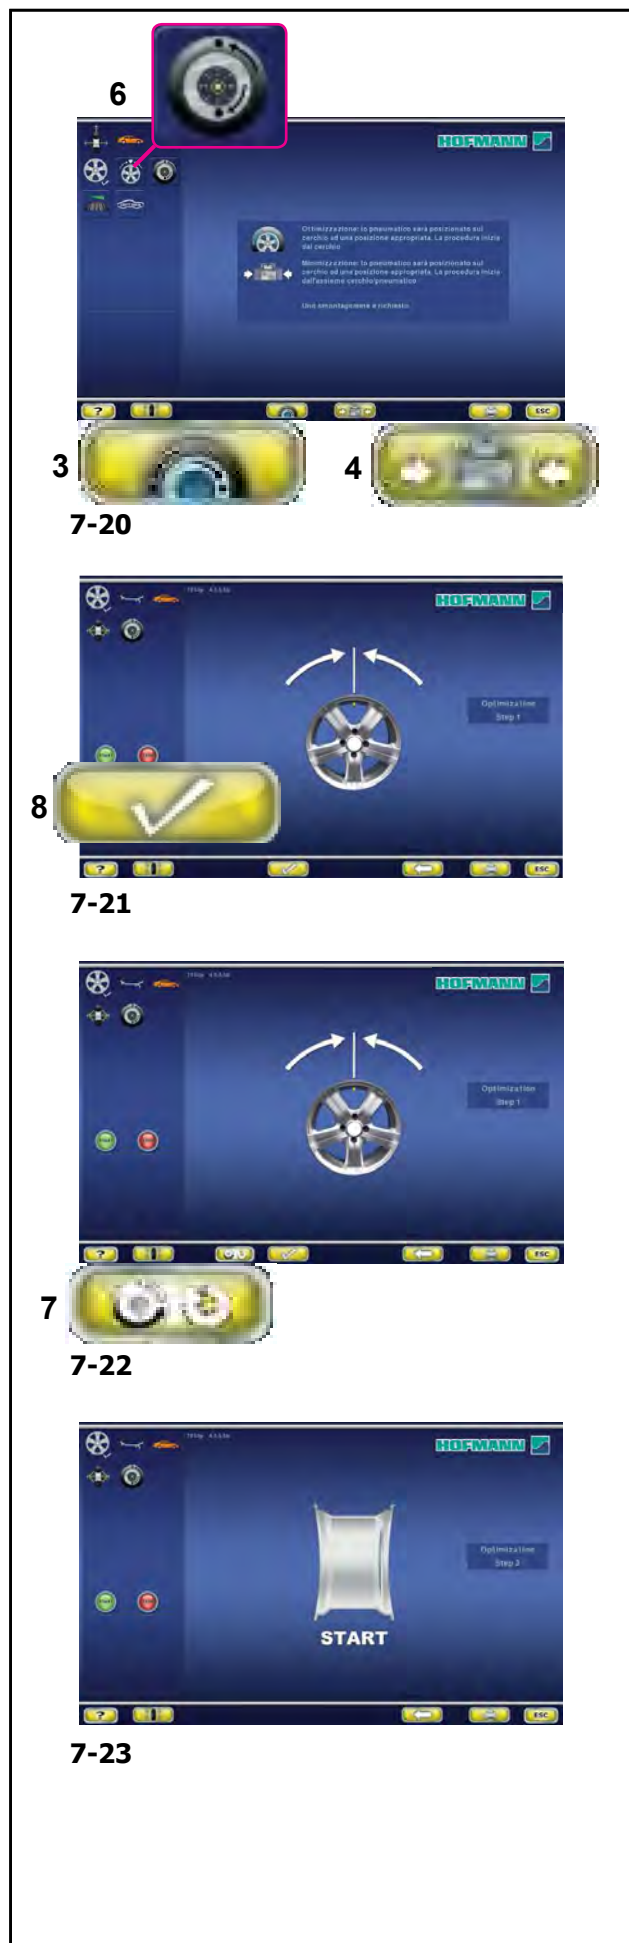 6
HOFMANN
Ottimizzazione: lo pneumatico sarà posizionato sul
cerchio ad una posizione appropriata. La procedura inizia
dal cerchio.
Minimizzazione: lo pneumatico sarà posizionato sul
cerchio ad una posizione appropriata. La procedura inizia
dall'assieme cerchio/pneumatico
Uno smontagomme è richiesto.
?
ESC
3
4
7-20
HOFMANN
Optimization
Step 1
8
?
ESC
7-21
HOFMANN
Optimization
Step 1
?
ESC
7
7-22
HOFMANN
Optimization
Step 2
START
?
ESC
7-23